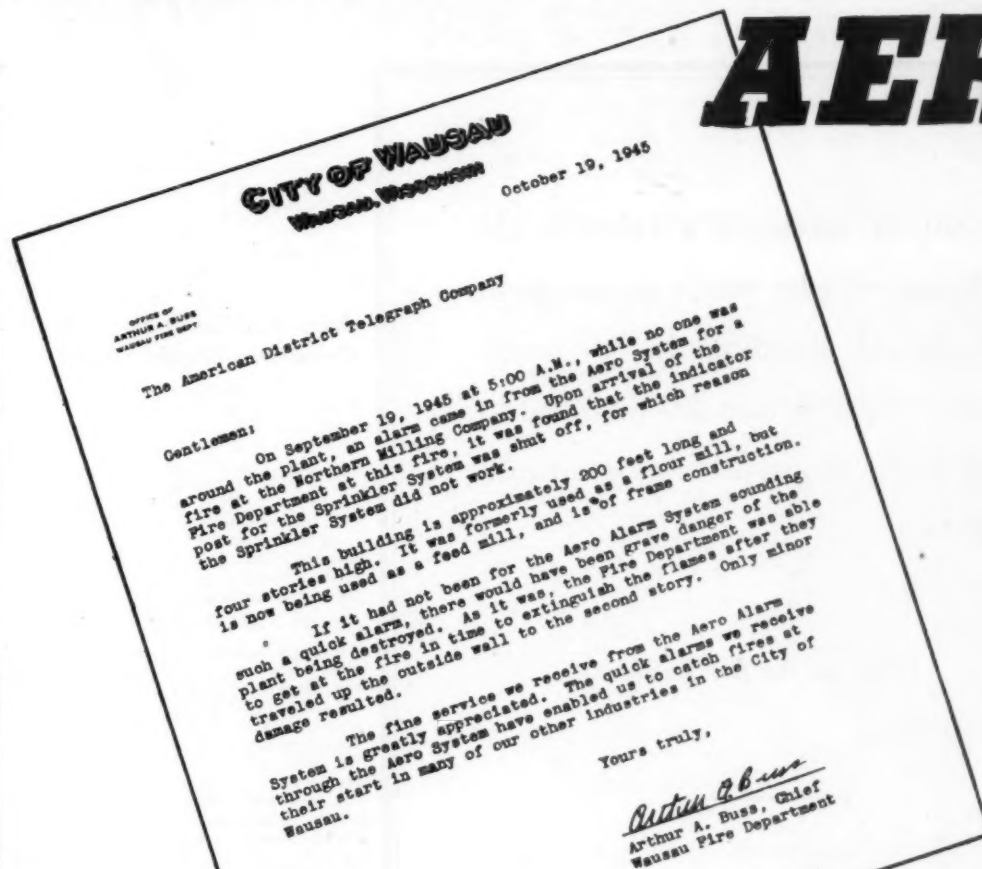 AER
CITY OF WAUSAU
WAUSAU, WISCONSIN
October 19, 1945
OFFICE OF
ARTHUR A. BUSS
WAUSAU FIRE DEPT
The American District Telegraph Company
Gentlemen:
On September 19, 1945 at 5:00 A.M., while no one was
around the plant, an alarm came in from the Aero System for a
fire at the Northern Milling Company. Upon arrival of the
Fire Department at this fire, it was found that the indicator
post for the Sprinkler System was shut off, for which reason
the Sprinkler System did not work.
This building is approximately 200 feet long and
four stories high. It was formerly used as a flour mill, but
is now being used as a feed mill, and is of frame construction.
If it had not been for the Aero Alarm System sounding
such a quick alarm, there would have been grave danger of the
plant being destroyed. As it was, the Fire Department was able
to get at the fire in time to extinguish the flames after they
traveled up the outside wall to the second story. Only minor
damage resulted.
The fine service we receive from the Aero Alarm
System is greatly appreciated. The quick alarms we receive
through the Aero System have enabled us to catch fires at
their start in many of our other industries in the City of
Wausau.
Yours truly,
Arthur A Buss
Arthur A. Buss, Chief
Wausau Fire Department